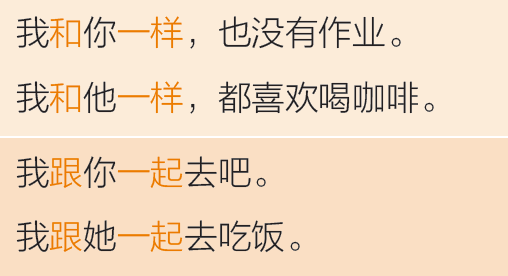 我和你一样，也没有作业。
我和他一样，都喜欢喝咖啡。
我跟你一起去吧。
我跟她一起去吃饭。